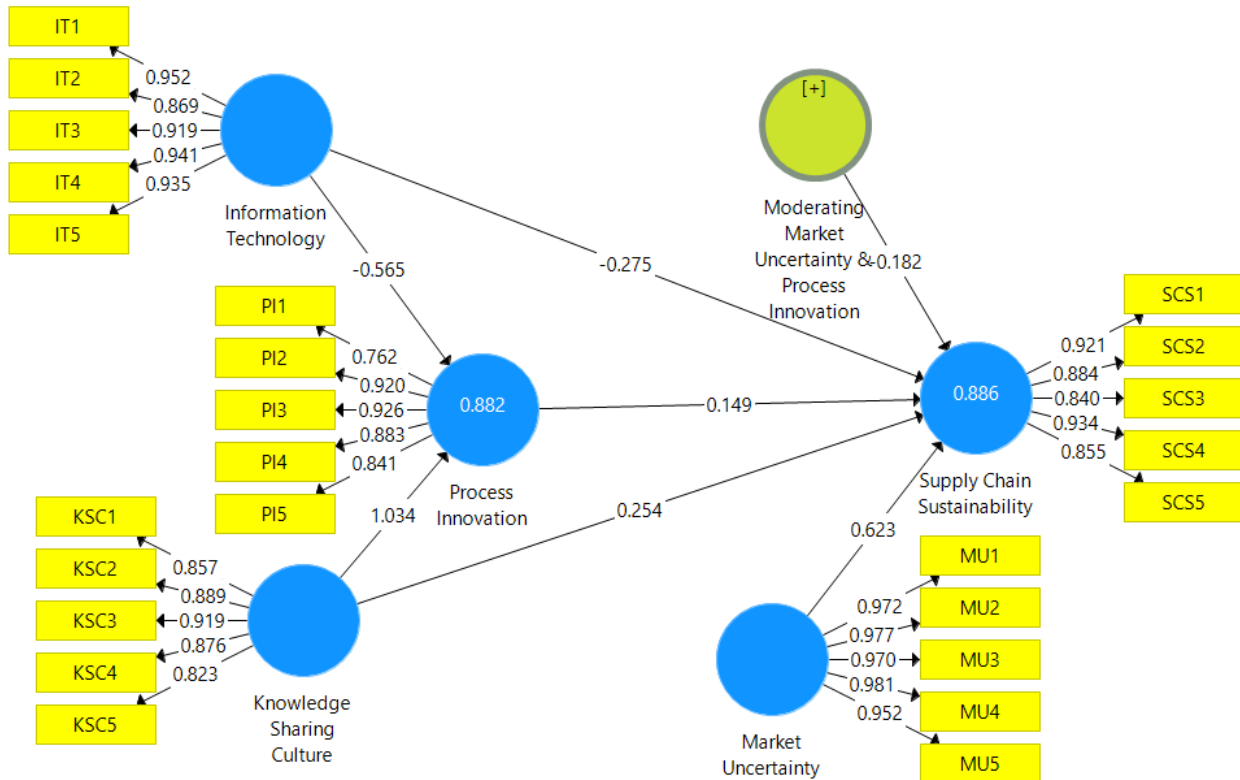 IT1
IT2
IT3
IT4
IT5
0.952
0.869
0.919
0.941
0.935
Information
Technology
[+]
Moderating
Market
Uncertainty &
Process
Innovation
-0.565
-0.275
-0.182
PI1
PI2
PI3
PI4
PI5
0.762
0.920
0.926
0.883
0.841
0.882
Process
Innovation
0.149
0.886
Supply Chain
Sustainability
0.921
0.884
0.840
0.934
0.855
SCS1
SCS2
SCS3
SCS4
SCS5
KSC1
KSC2
KSC3
KSC4
KSC5
0.857
0.889
0.919
0.876
0.823
Knowledge
Sharing
Culture
1.034
0.254
0.623
Market
Uncertainty
0.972
0.977
0.970
0.981
0.952
MU1
MU2
MU3
MU4
MU5